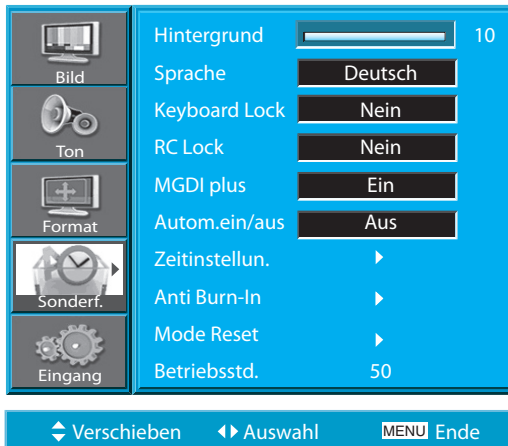 Bild
Ton
Format
Sonderf.
Eingang
Hintergrund 10
Sprache Deutsch
Keyboard Lock Nein
RC Lock Nein
MGDI plus Ein
Autom.ein/aus Aus
Zeitinstellun.
Anti Burn-In
Mode Reset
Betriebsstd. 50
Verschieben Auswahl MENU Ende